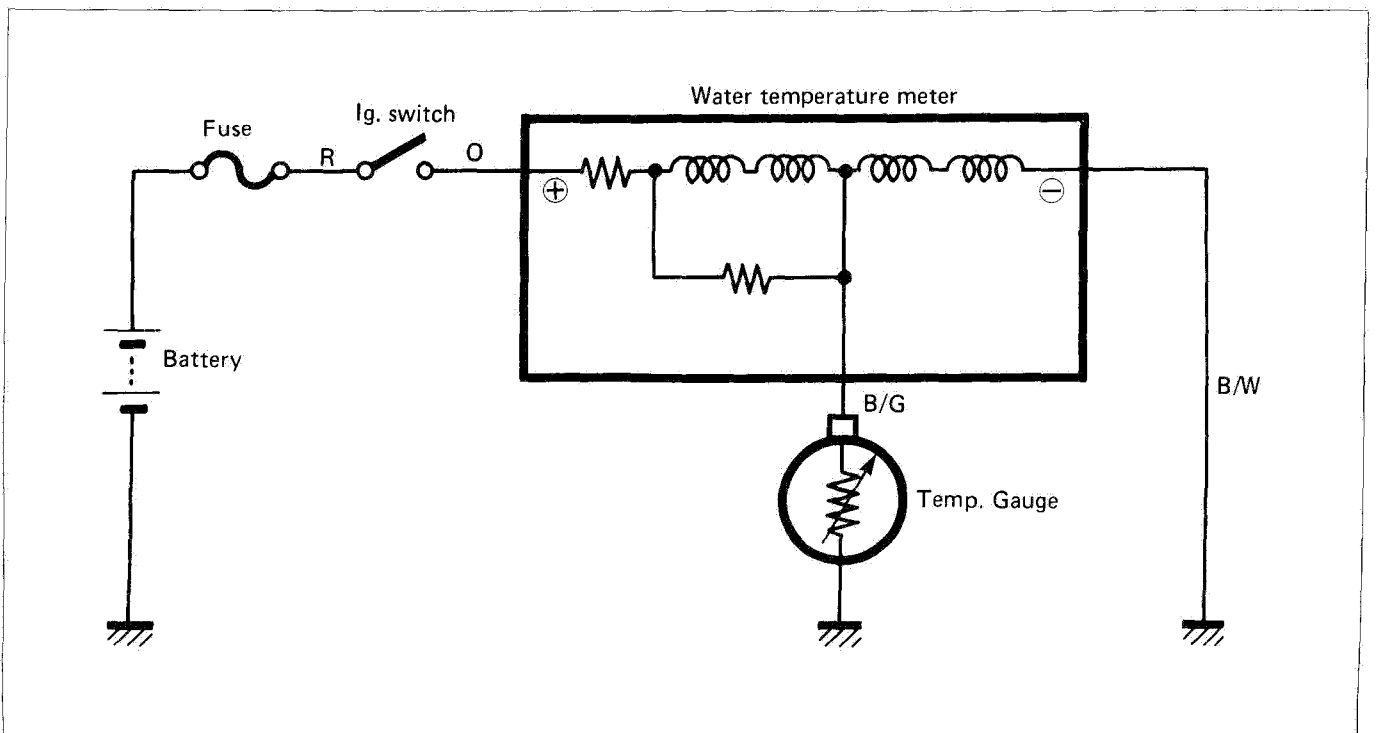 Water temperature meter
Ig. switch
Fuse
R
O
+
−
Battery
B/G
B/W
Temp. Gauge